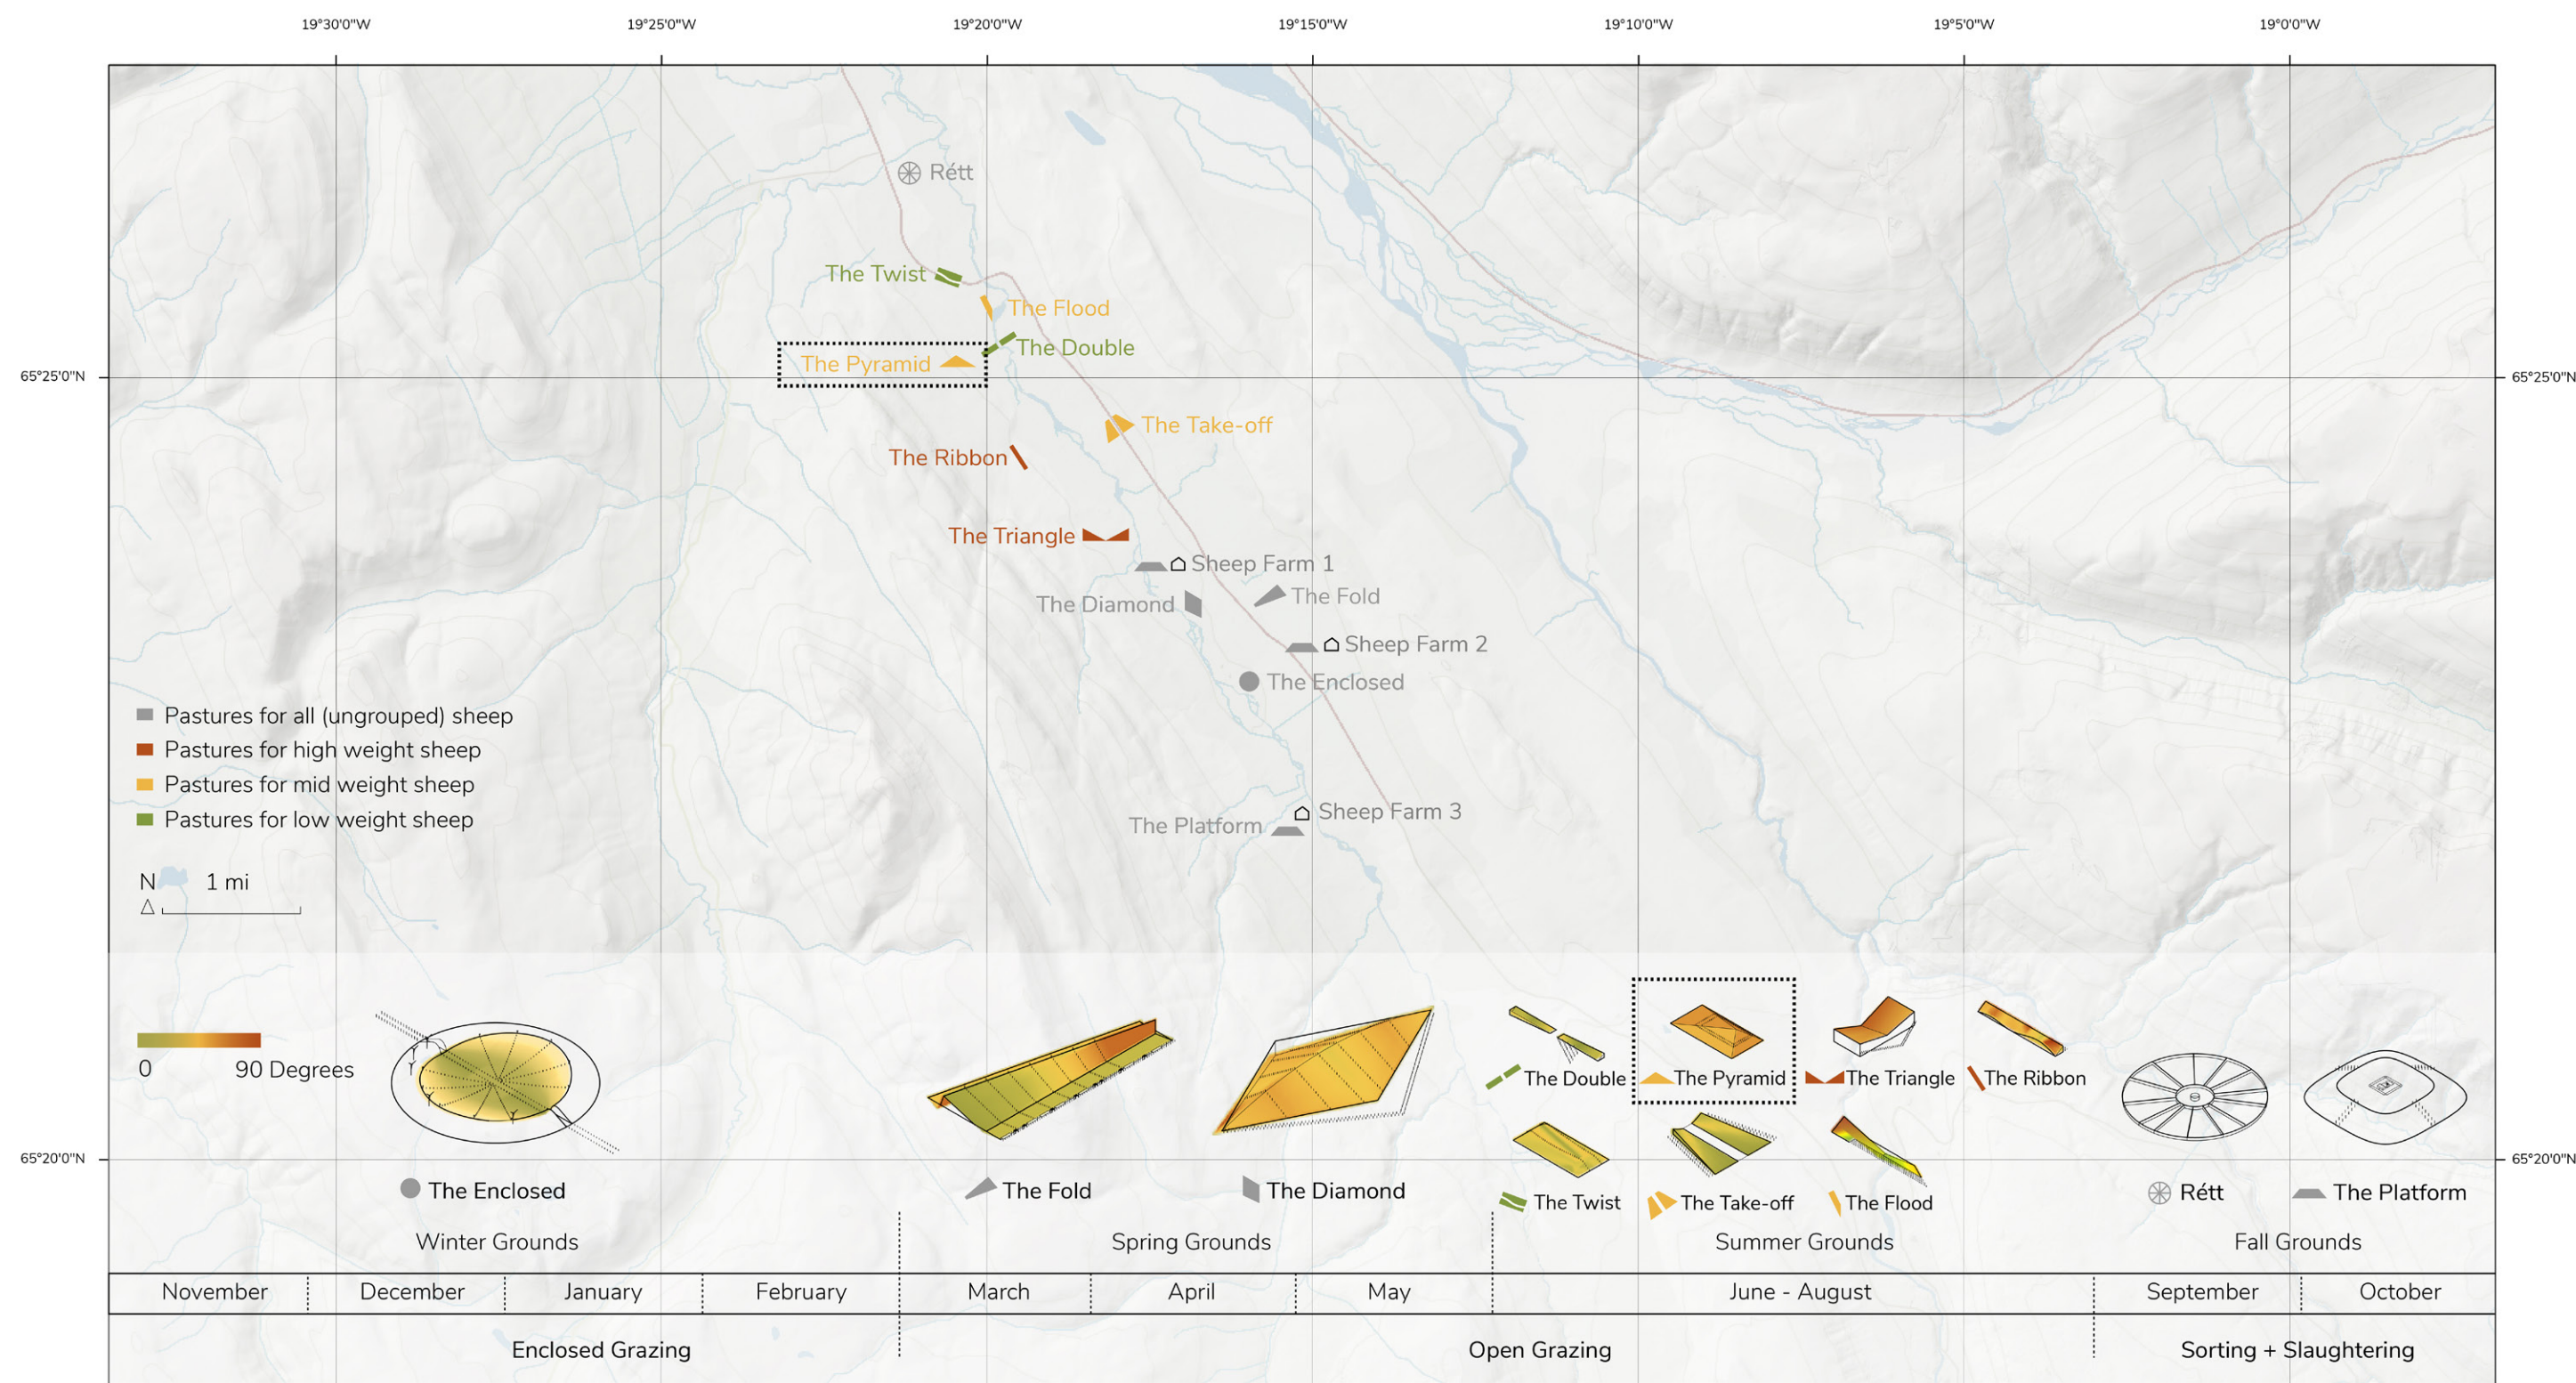 19°30'0"W 19°25'0"W 19°20'0"W 19°15'0"W 19°10'0"W 19°5'0"W 19°0'0"W
Rétt
The Twist
The Flood
The Double
The Pyramid
65°25'0"N 65°25'0"N
The Take-off
The Ribbon
The Triangle
Sheep Farm 1
The Fold
The Diamond
Sheep Farm 2
The Enclosed
Pastures for all (ungrouped) sheep
Pastures for high weight sheep
Pastures for mid weight sheep
Pastures for low weight sheep
Sheep Farm 3
The Platform
N 1 mi
0 90 Degrees
The Double The Pyramid The Triangle The Ribbon
65°20'0"N 65°20'0"N
The Enclosed The Fold The Diamond The Twist The Take-off The Flood Rétt The Platform
Winter Grounds Spring Grounds Summer Grounds Fall Grounds
November December January February March April May June - August September October
Enclosed Grazing Open Grazing Sorting + Slaughtering